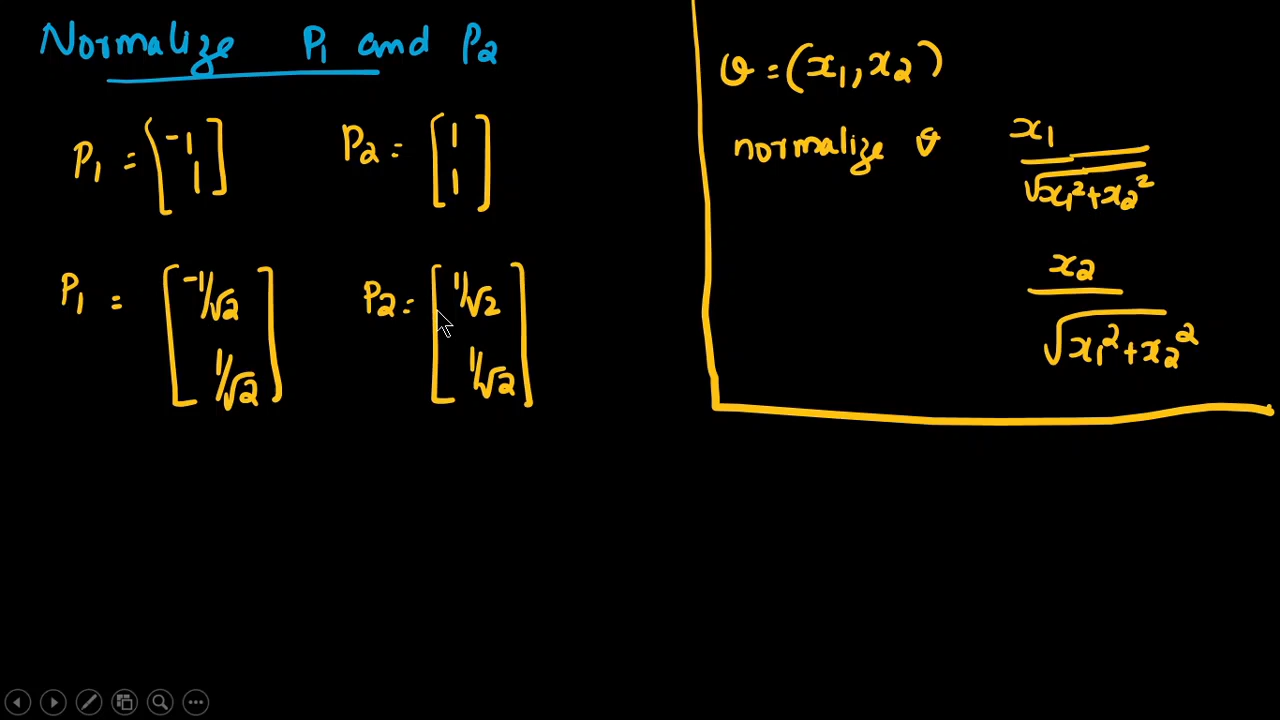 Normalize P₁ and P₂
P₁ = [-1 1] P₂ = [1 1]
P₁ = [-1/√2 1/√2] P₂ = [1/√2 1/√2]
v = (x₁, x₂)
normalize v
x₁
√x₁²+x₂²
x₂
√x₁²+x₂²